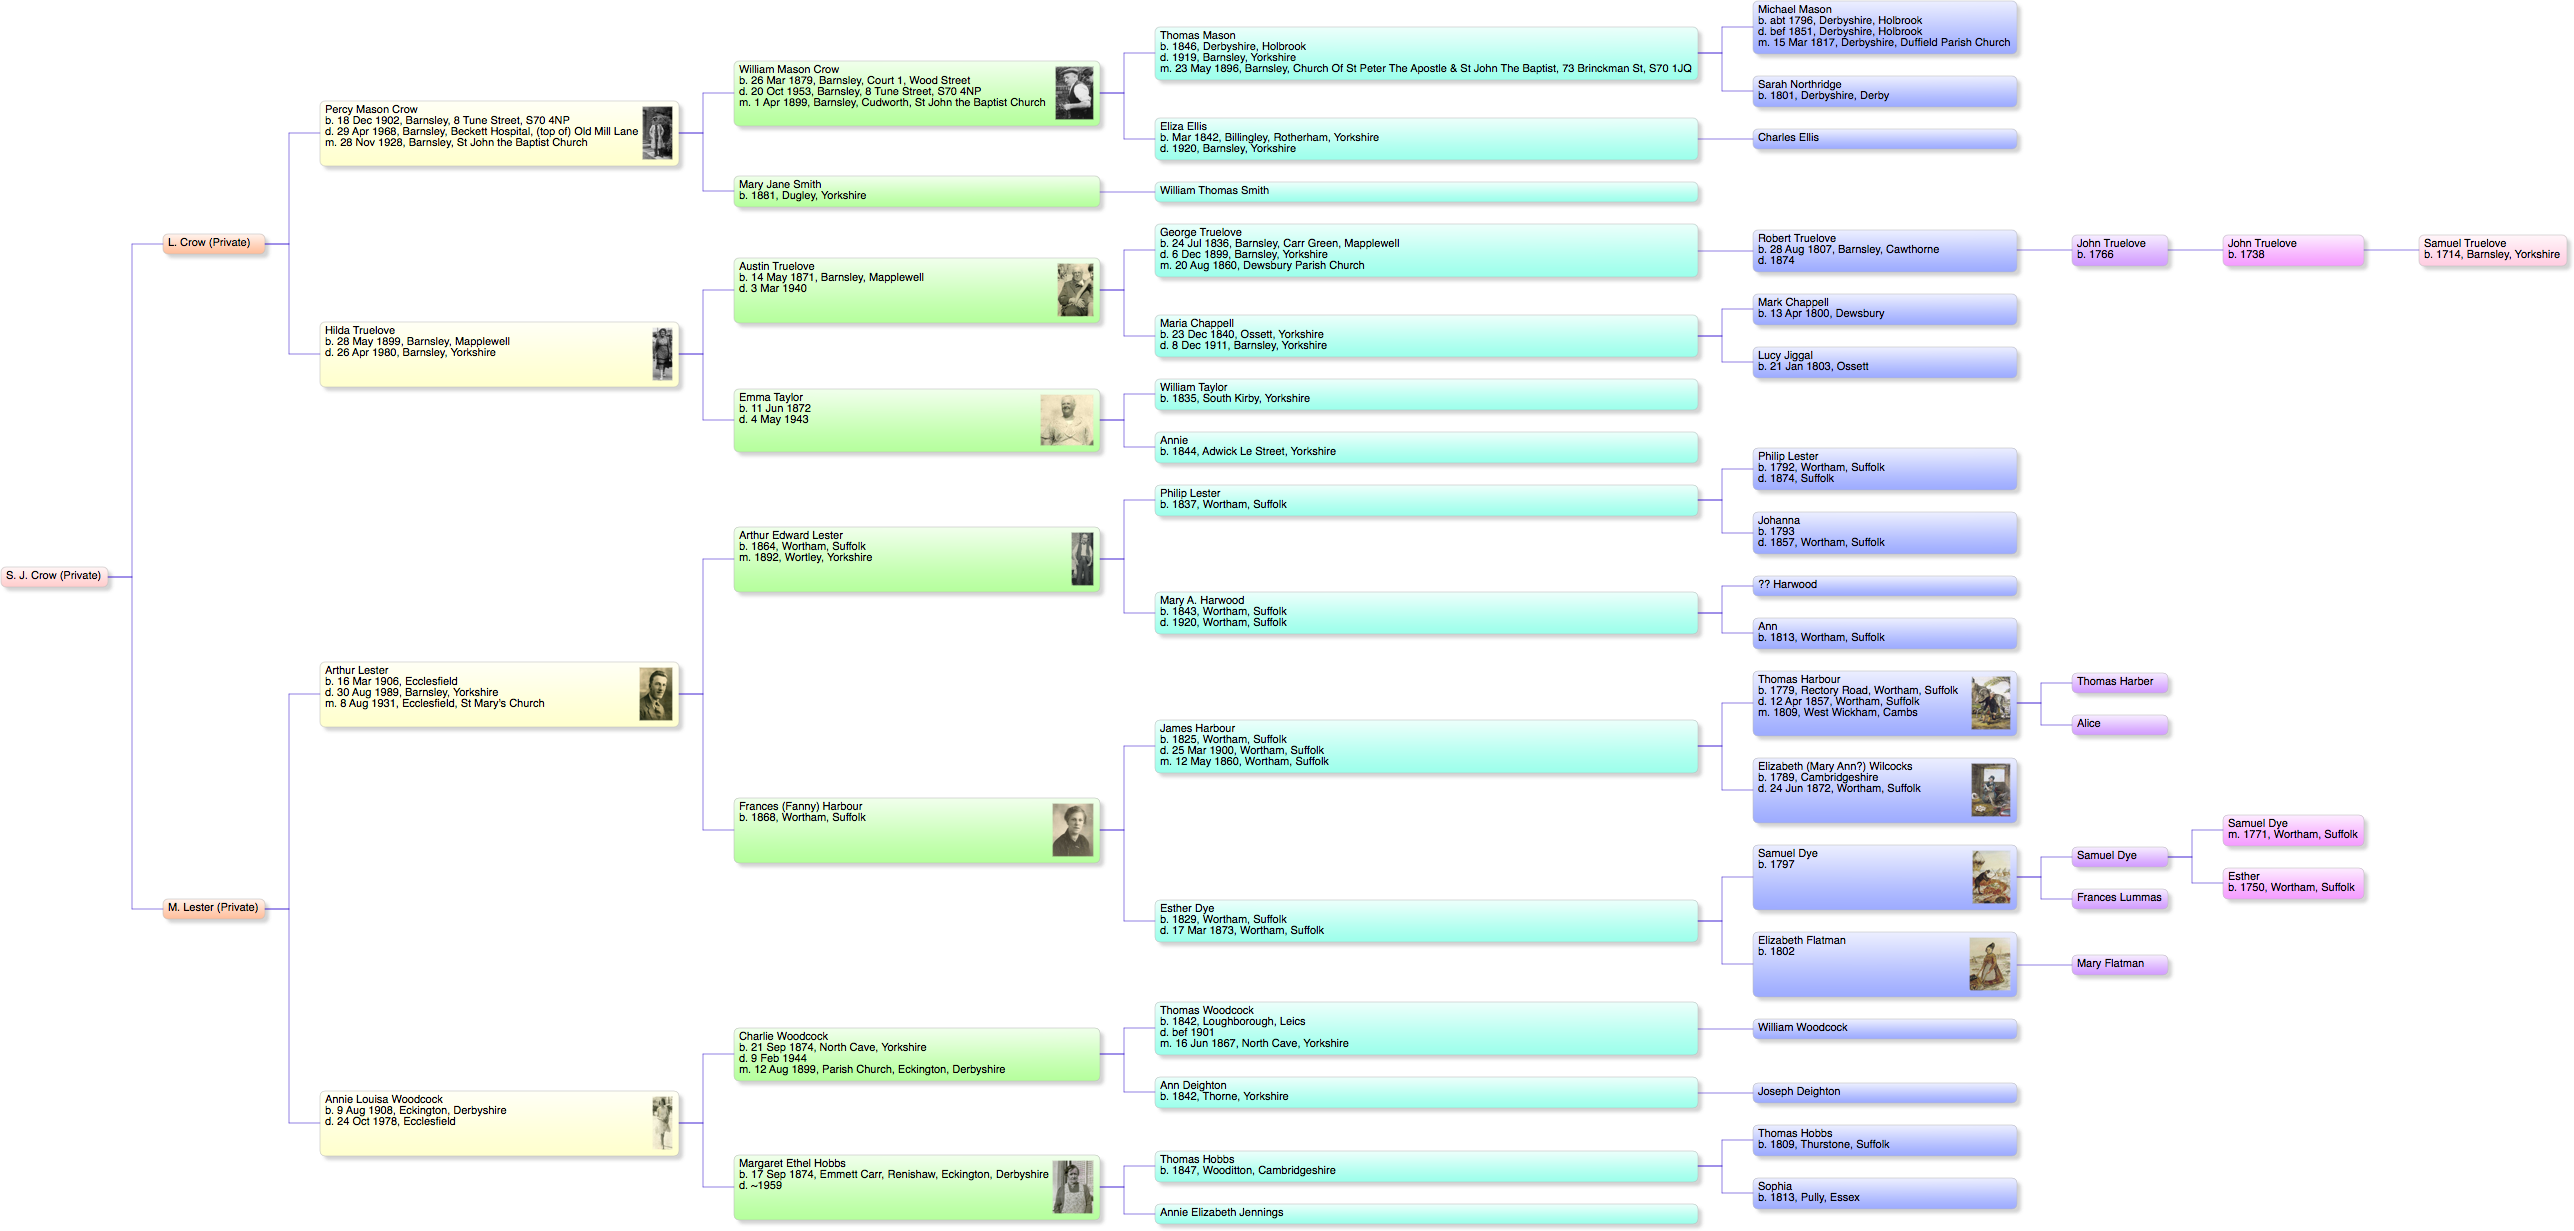 S. J. Crow (Private)
L. Crow (Private)
M. Lester (Private)
Percy Mason Crow
b. 18 Dec 1902, Barnsley, 8 Tune Street, S70 4NP
d. 29 Apr 1968, Barnsley, Beckett Hospital, (top of) Old Mill Lane
m. 28 Nov 1928, Barnsley, St John the Baptist Church
Hilda Truelove
b. 28 May 1899, Barnsley, Mapplewell
d. 26 Apr 1980, Barnsley, Yorkshire
Arthur Lester
b. 16 Mar 1906, Ecclesfield
d. 30 Aug 1989, Barnsley, Yorkshire
m. 8 Aug 1931, Ecclesfield, St Mary's Church
Annie Louisa Woodcock
b. 9 Aug 1908, Eckington, Derbyshire
d. 24 Oct 1978, Ecclesfield
William Mason Crow
b. 26 Mar 1879, Barnsley, Court 1, Wood Street
d. 20 Oct 1953, Barnsley, 8 Tune Street, S70 4NP
m. 1 Apr 1899, Barnsley, Cudworth, St John the Baptist Church
Mary Jane Smith
b. 1881, Dugley, Yorkshire
Austin Truelove
b. 14 May 1871, Barnsley, Mapplewell
d. 3 Mar 1940
Emma Taylor
b. 11 Jun 1872
d. 4 May 1943
Arthur Edward Lester
b. 1864, Wortham, Suffolk
m. 1892, Wortley, Yorkshire
Frances (Fanny) Harbour
b. 1868, Wortham, Suffolk
Charlie Woodcock
b. 21 Sep 1874, North Cave, Yorkshire
d. 9 Feb 1944
m. 12 Aug 1899, Parish Church, Eckington, Derbyshire
Margaret Ethel Hobbs
b. 17 Sep 1874, Emmett Carr, Renishaw, Eckington, Derbyshire
d. ~1959
Thomas Mason
b. 1846, Derbyshire, Holbrook
d. 1919, Barnsley, Yorkshire
m. 23 May 1896, Barnsley, Church Of St Peter The Apostle & St John The Baptist, 73 Brinckman St, S70 1JQ
Eliza Ellis
b. Mar 1842, Billingley, Rotherham, Yorkshire
d. 1920, Barnsley, Yorkshire
William Thomas Smith
George Truelove
b. 24 Jul 1836, Barnsley, Carr Green, Mapplewell
d. 6 Dec 1899, Barnsley, Yorkshire
m. 20 Aug 1860, Dewsbury Parish Church
Maria Chappell
b. 23 Dec 1840, Ossett, Yorkshire
d. 8 Dec 1911, Barnsley, Yorkshire
William Taylor
b. 1835, South Kirby, Yorkshire
Annie
b. 1844, Adwick Le Street, Yorkshire
Philip Lester
b. 1837, Wortham, Suffolk
Mary A. Harwood
b. 1843, Wortham, Suffolk
d. 1920, Wortham, Suffolk
James Harbour
b. 1825, Wortham, Suffolk
d. 25 Mar 1900, Wortham, Suffolk
m. 12 May 1860, Wortham, Suffolk
Esther Dye
b. 1829, Wortham, Suffolk
d. 17 Mar 1873, Wortham, Suffolk
Thomas Woodcock
b. 1842, Loughborough, Leics
d. bef 1901
m. 16 Jun 1867, North Cave, Yorkshire
Ann Deighton
b. 1842, Thorne, Yorkshire
Thomas Hobbs
b. 1847, Wooditton, Cambridgeshire
Annie Elizabeth Jennings
Michael Mason
b. abt 1796, Derbyshire, Holbrook
d. bef 1851, Derbyshire, Holbrook
m. 15 Mar 1817, Derbyshire, Duffield Parish Church
Sarah Northridge
b. 1801, Derbyshire, Derby
Charles Ellis
Robert Truelove
b. 28 Aug 1807, Barnsley, Cawthorne
d. 1874
Mark Chappell
b. 13 Apr 1800, Dewsbury
Lucy Jiggal
b. 21 Jan 1803, Ossett
Philip Lester
b. 1792, Wortham, Suffolk
d. 1874, Suffolk
Johanna
b. 1793
d. 1857, Wortham, Suffolk
?? Harwood
Ann
b. 1813, Wortham, Suffolk
Thomas Harbour
b. 1779, Rectory Road, Wortham, Suffolk
d. 12 Apr 1857, Wortham, Suffolk
m. 1809, West Wickham, Cambs
Elizabeth (Mary Ann?) Wilcocks
b. 1789, Cambridgeshire
d. 24 Jun 1872, Wortham, Suffolk
Samuel Dye
b. 1797
Elizabeth Flatman
b. 1802
William Woodcock
Joseph Deighton
Thomas Hobbs
b. 1809, Thurstone, Suffolk
Sophia
b. 1813, Pully, Essex
John Truelove
b. 1766
Thomas Harber
Alice
Samuel Dye
Frances Lummas
Mary Flatman
John Truelove
b. 1738
Samuel Dye
m. 1771, Wortham, Suffolk
Esther
b. 1750, Wortham, Suffolk
Samuel Truelove
b. 1714, Barnsley, Yorkshire